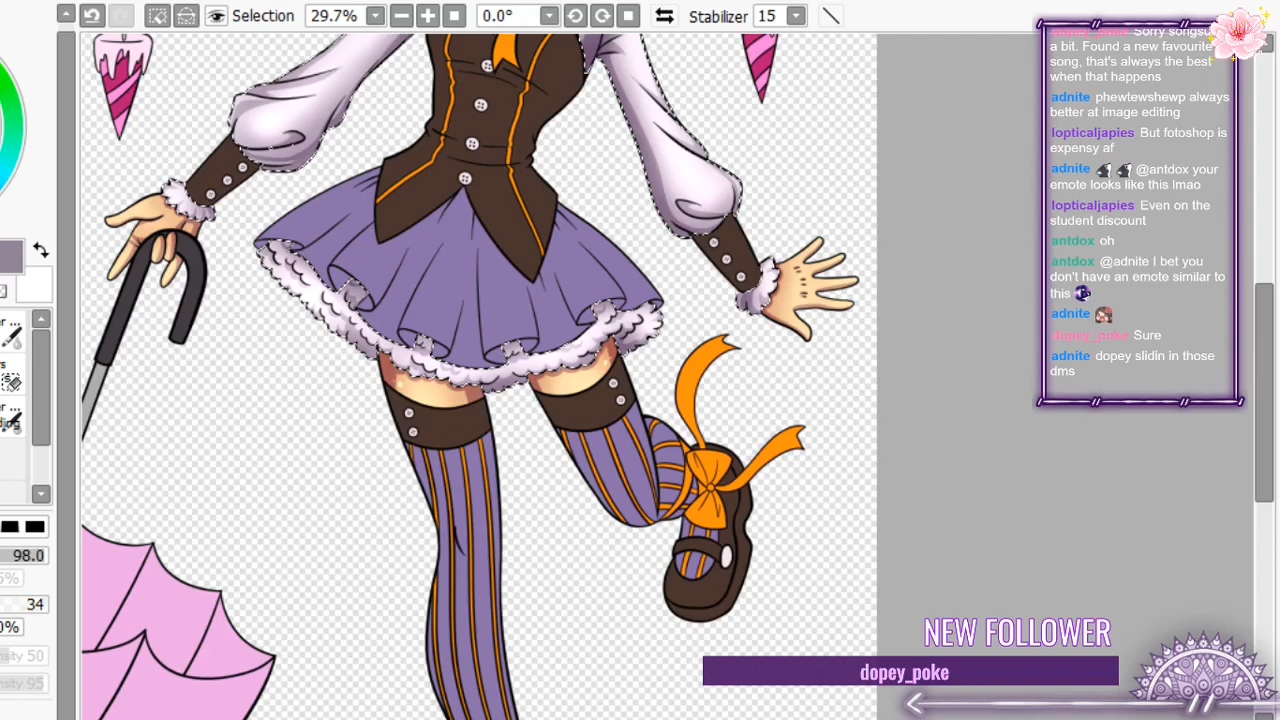 Selection 29.7% 0.0° Stabilizer 15
a bit. Found a new favourite
song, that's always the best
when that happens
adnite phewtewshewp always
better at image editing
lopticaljapies But fotoshop is
expensy af
adnite @antdox your
emote looks like this lmao
lopticaljapies Even on the
student discount
antdox oh
antdox @adnite I bet you
don't have an emote similar to
this
adnite
dopey_poke Sure
adnite dopey slidin in those
dms
98.0
34
50
95
NEW FOLLOWER
dopey_poke